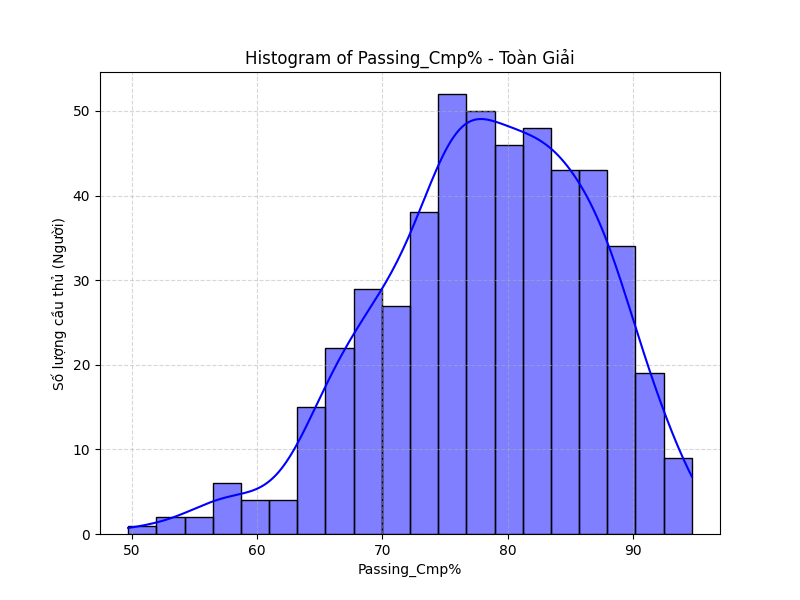 Histogram of Passing_Cmp% - Toàn Giải
Số lượng cầu thủ (Người)
50
40
30
20
10
0
50 60 70 80 90
Passing_Cmp%